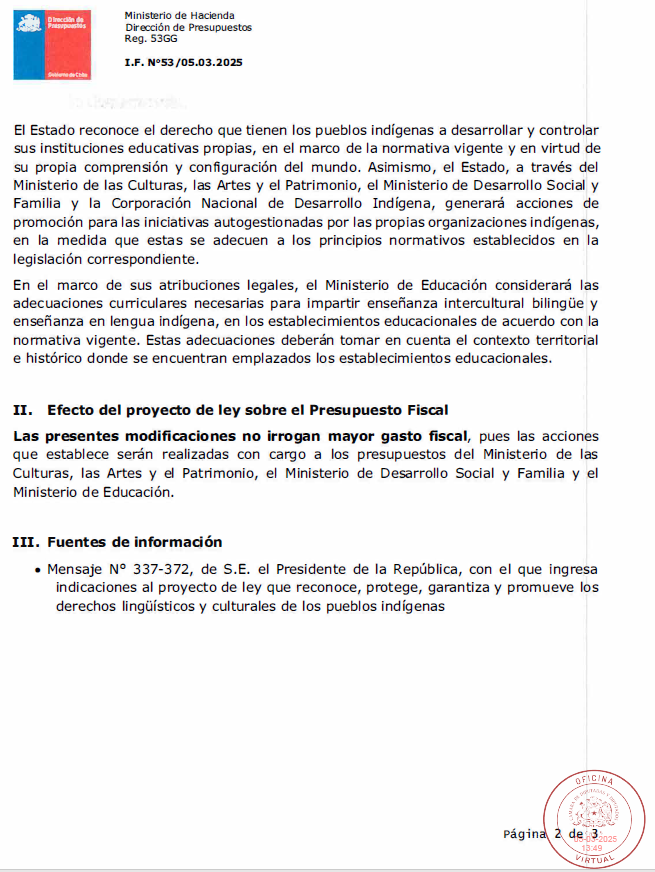 Dirección de
Presupuestos
Gobierno de Chile
Ministerio de Hacienda
Dirección de Presupuestos
Reg. 53GG
I.F. N°53/05.03.2025
El Estado reconoce el derecho que tienen los pueblos indígenas a desarrollar y controlar
sus instituciones educativas propias, en el marco de la normativa vigente y en virtud de
su propia comprensión y configuración del mundo. Asimismo, el Estado, a través del
Ministerio de las Culturas, las Artes y el Patrimonio, el Ministerio de Desarrollo Social y
Familia y la Corporación Nacional de Desarrollo Indígena, generará acciones de
promoción para las iniciativas autogestionadas por las propias organizaciones indígenas,
en la medida que estas se adecuen a los principios normativos establecidos en la
legislación correspondiente.
En el marco de sus atribuciones legales, el Ministerio de Educación considerará las
adecuaciones curriculares necesarias para impartir enseñanza intercultural bilingüe y
enseñanza en lengua indígena, en los establecimientos educacionales de acuerdo con la
normativa vigente. Estas adecuaciones deberán tomar en cuenta el contexto territorial
e histórico donde se encuentran emplazados los establecimientos educacionales.
II. Efecto del proyecto de ley sobre el Presupuesto Fiscal
Las presentes modificaciones no irrogan mayor gasto fiscal, pues las acciones
que establece serán realizadas con cargo a los presupuestos del Ministerio de las
Culturas, las Artes y el Patrimonio, el Ministerio de Desarrollo Social y Familia y el
Ministerio de Educación.
III. Fuentes de información
• Mensaje N° 337-372, de S.E. el Presidente de la República, con el que ingresa
indicaciones al proyecto de ley que reconoce, protege, garantiza y promueve los
derechos lingüísticos y culturales de los pueblos indígenas
Página 2 de 3
OFICINA
05-03-2025
13:49
VIRTUAL